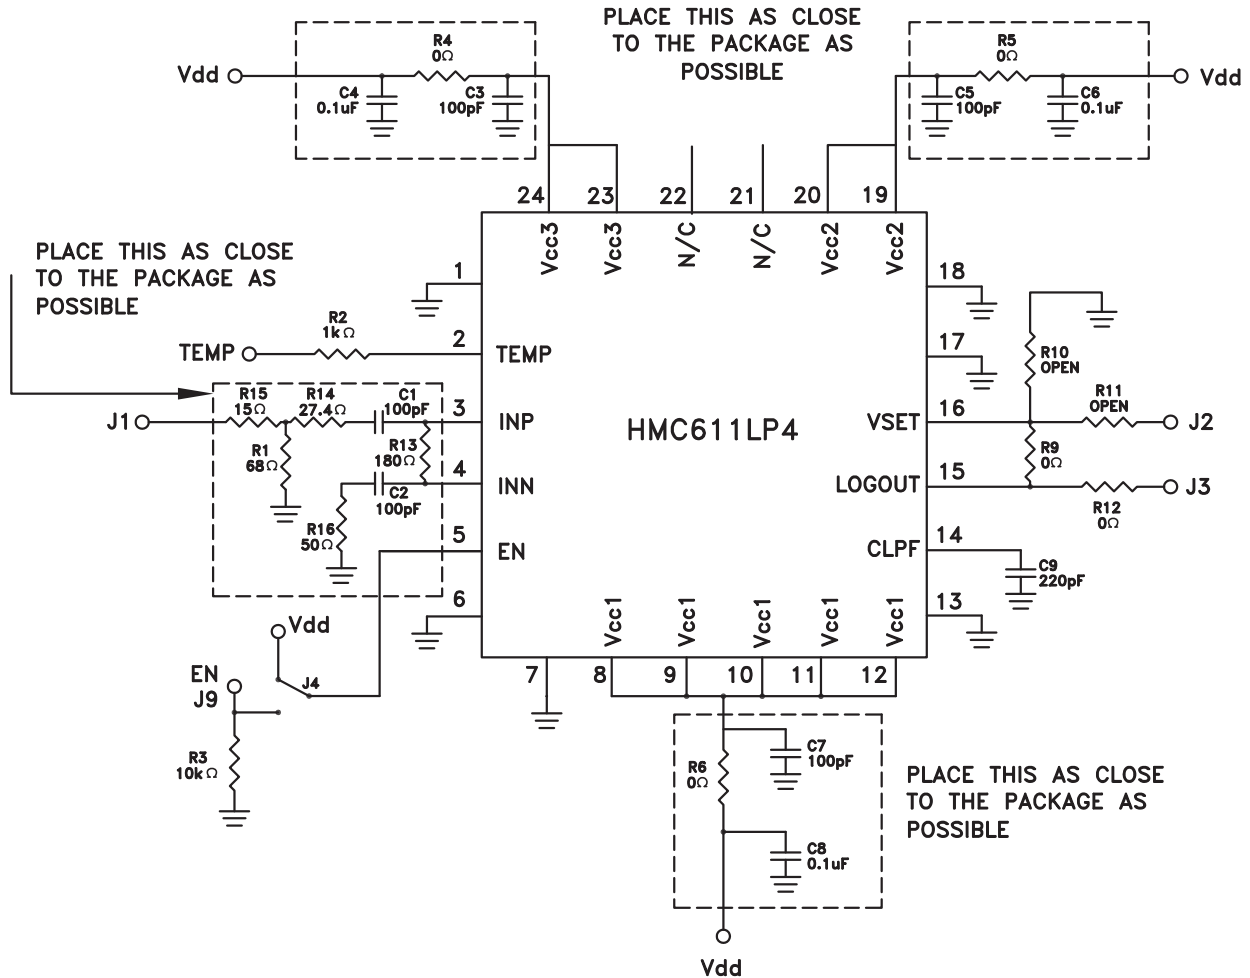 PLACE THIS AS CLOSE
TO THE PACKAGE AS
POSSIBLE
R4
0Ω
R5
0Ω
Vdd
Vdd
C4
0.1uF
C3
100pF
C5
100pF
C6
0.1uF
24
23
22
21
20
19
Vcc3
Vcc3
N/C
N/C
Vcc2
Vcc2
PLACE THIS AS CLOSE
TO THE PACKAGE AS
POSSIBLE
1
18
R2
1kΩ
2
TEMP
TEMP
17
R10
OPEN
R15
15Ω
R14
27.4Ω
C1
100pF
R11
OPEN
J1
3
INP
HMC611LP4
VSET
16
J2
R1
68Ω
R13
180Ω
R9
0Ω
4
INN
LOGOUT
15
J3
C2
100pF
R12
0Ω
R16
50Ω
5
EN
CLPF
14
C9
220pF
6
13
Vcc1
Vcc1
Vcc1
Vcc1
Vcc1
Vdd
7
8
9
10
11
12
EN
J9
J4
R3
10kΩ
R6
0Ω
C7
100pF
PLACE THIS AS CLOSE
TO THE PACKAGE AS
POSSIBLE
C8
0.1uF
Vdd